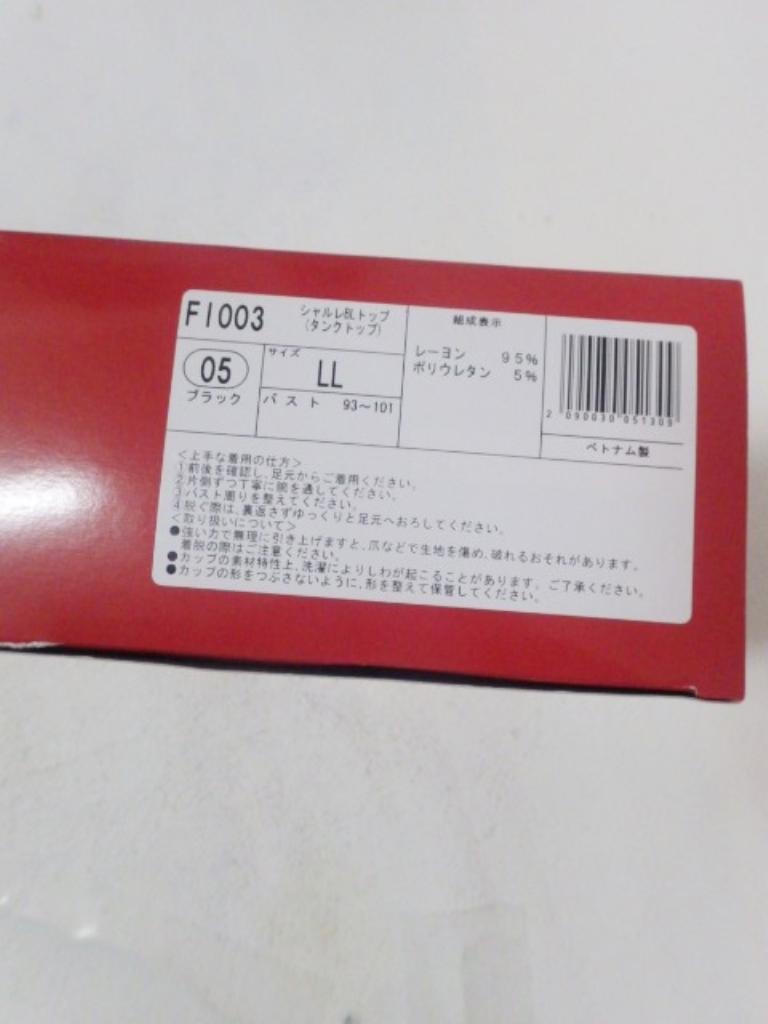 FI003
シャルレBLトップ
(タンクトップ)
05
ブラック
サイズ
LL
バスト 93～101
組成表示
レーヨン 95%
ポリウレタン 5%
2 090030 051309
ベトナム製
＜上手な着用の仕方＞
1 前後を確認し、足元からご着用ください。
2 片側ずつ丁寧に腕を通してください。
3 バスト周りを整えてください。
4 脱ぐ際は、裏返さずゆっくりと足元へおろしてください。
＜取り扱いについて＞
●強い力で無理に引き上げますと、爪などで生地を傷め、破れるおそれがあります。
着脱の際はご注意ください。
●カップの素材特性上、洗濯によりしわが起こることがあります。ご了承ください。
●カップの形をつぶさないように、形を整えて保管してください。